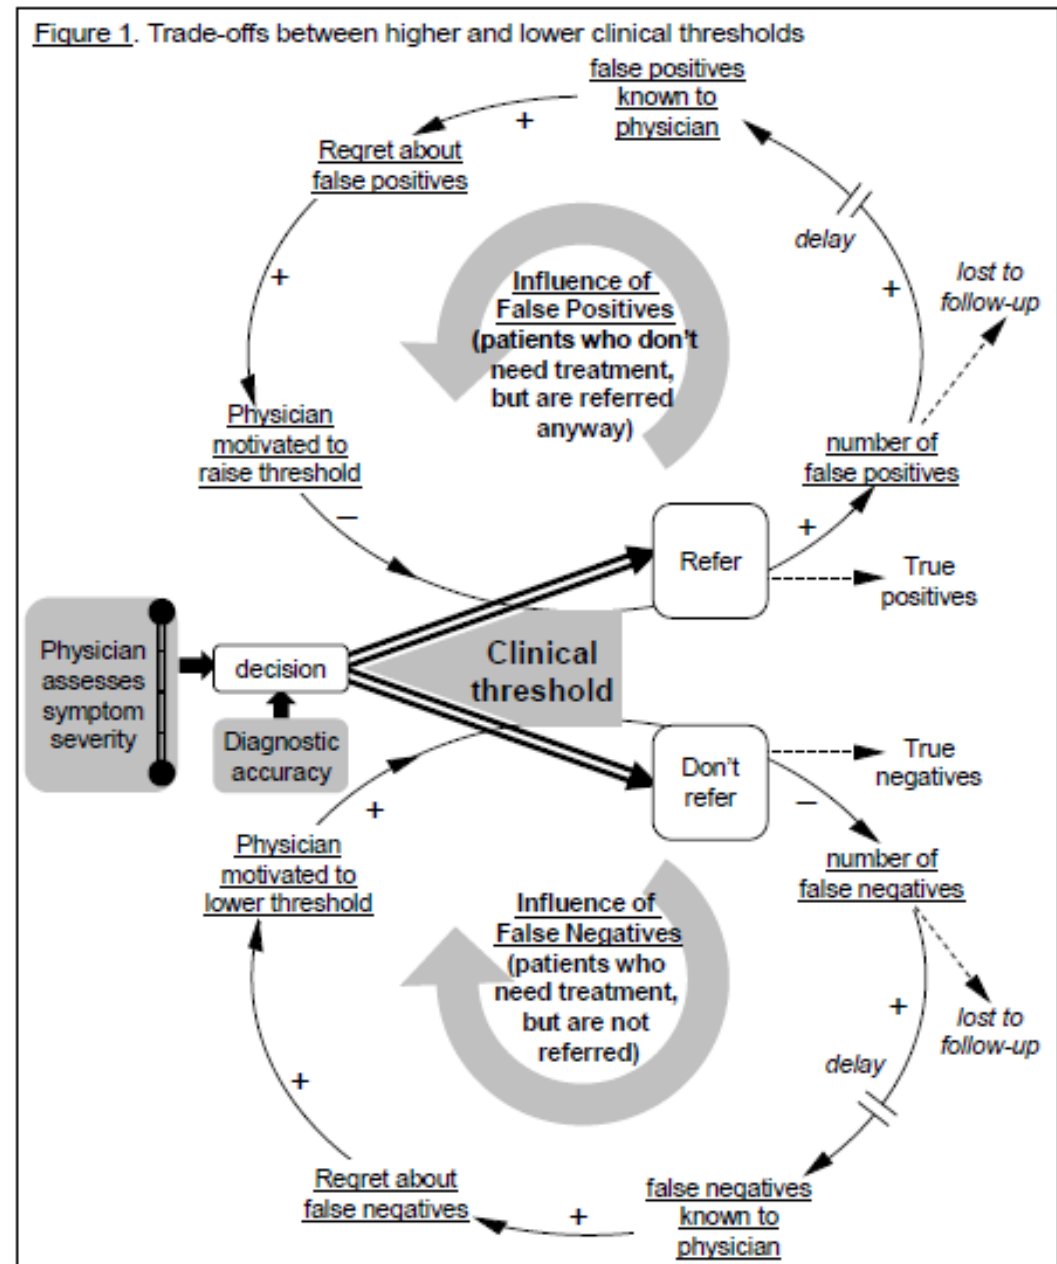 Figure 1. Trade-offs between higher and lower clinical thresholds
false positives
known to
physician
+
Regret about
false positives
delay
+
lost to
follow-up
+
Influence of
False Positives
(patients who don't
need treatment,
but are referred
anyway)
Physician
motivated to
raise threshold
number of
false positives
–
+
Refer
True
positives
Physician
assesses
symptom
severity
decision
Clinical
threshold
Diagnostic
accuracy
Don't
refer
True
negatives
+
–
Physician
motivated to
lower threshold
number of
false negatives
Influence of
False Negatives
(patients who
need treatment,
but are not
referred)
+
lost to
follow-up
delay
+
Regret about
false negatives
+
false negatives
known to
physician